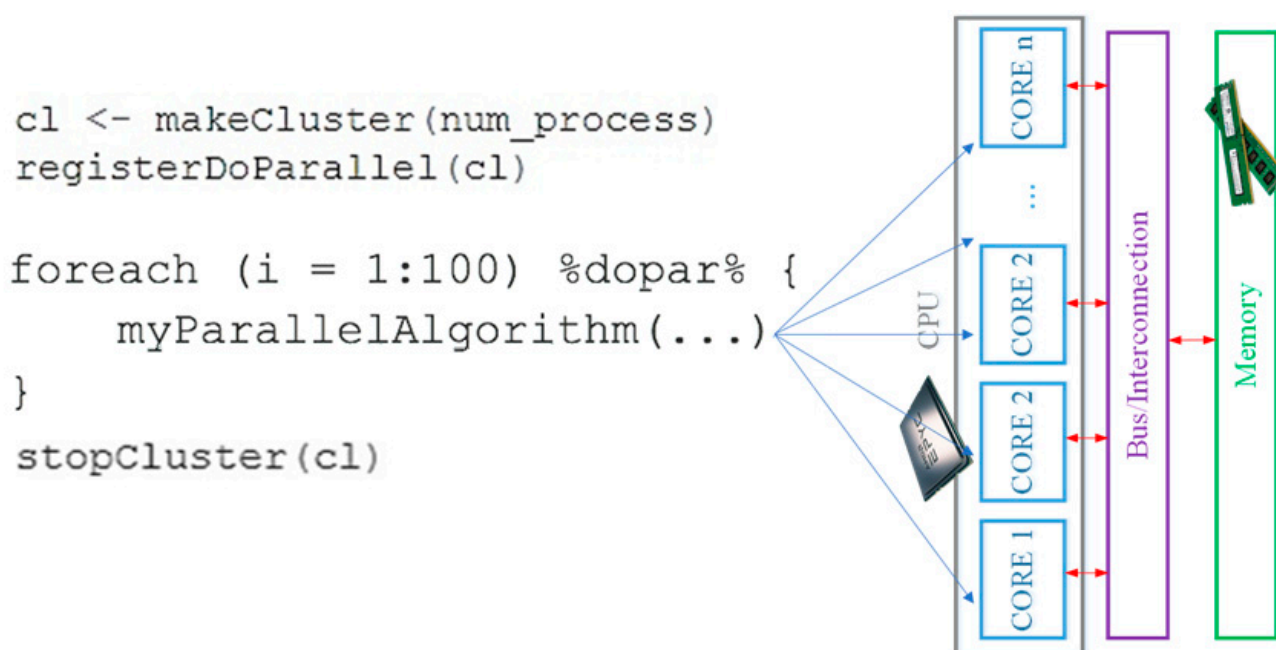 cl <- makeCluster(num_process)
registerDoParallel(cl)
foreach (i = 1:100) %dopar% {
myParallelAlgorithm(...)
}
stopCluster(cl)
CPU
CORE n
...
CORE 2
CORE 2
CORE 1
Bus/Interconnection
Memory